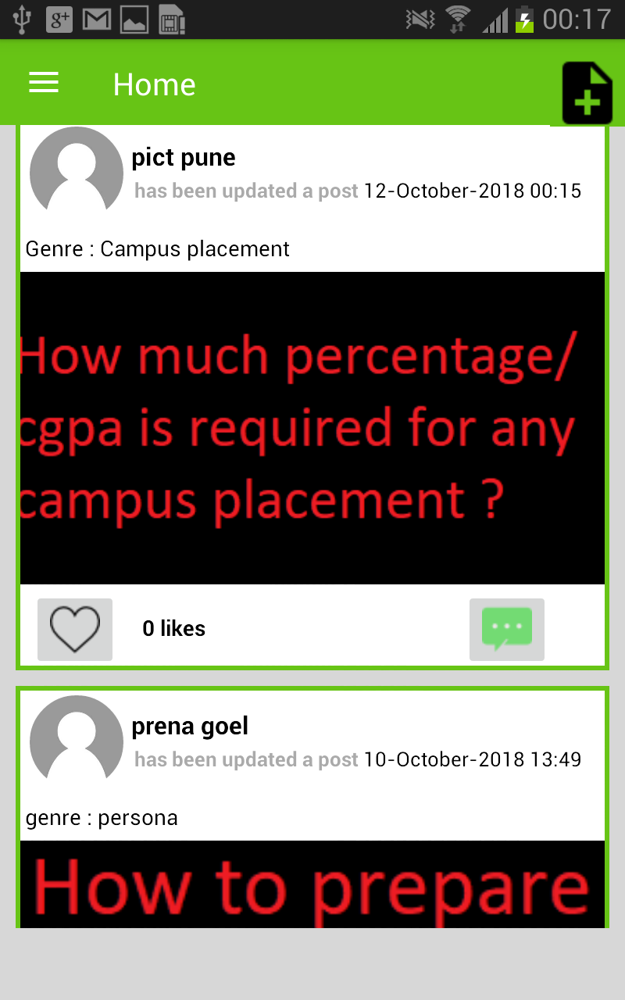 g+
00:17
Home
pict pune
has been updated a post 12-October-2018 00:15
Genre : Campus placement
How much percentage/
cgpa is required for any
campus placement ?
0 likes
prena goel
has been updated a post 10-October-2018 13:49
genre : persona
How to prepare